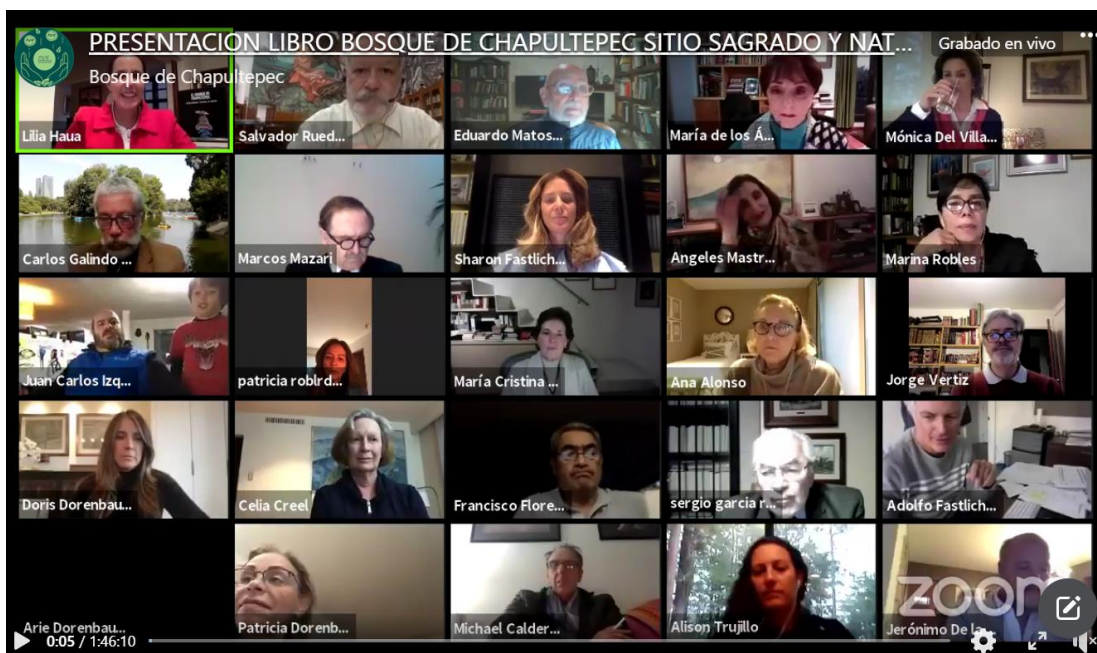 PRESENTACIÓN LIBRO BOSQUE DE CHAPULTEPEC SITIO SAGRADO Y NAT...
Grabado en vivo
Bosque de Chapultepec
Lilia Haua
Salvador Rued...
Eduardo Matos...
María de los Á...
Mónica Del Villa...
Carlos Galindo ...
Marcos Mazari
Sharon Fastlich...
Angeles Mastr...
Marina Robles
Juan Carlos Izq...
patricia roblrd...
María Cristina ...
Ana Alonso
Jorge Vertiz
Doris Dorenbau...
Celia Creel
Francisco Flore...
sergio garcia r...
Adolfo Fastlich...
zoom
Arie Dorenbau...
Patricia Dorenb...
Michael Calder...
Alison Trujillo
Jerónimo De la...
0:05 / 1:46:10